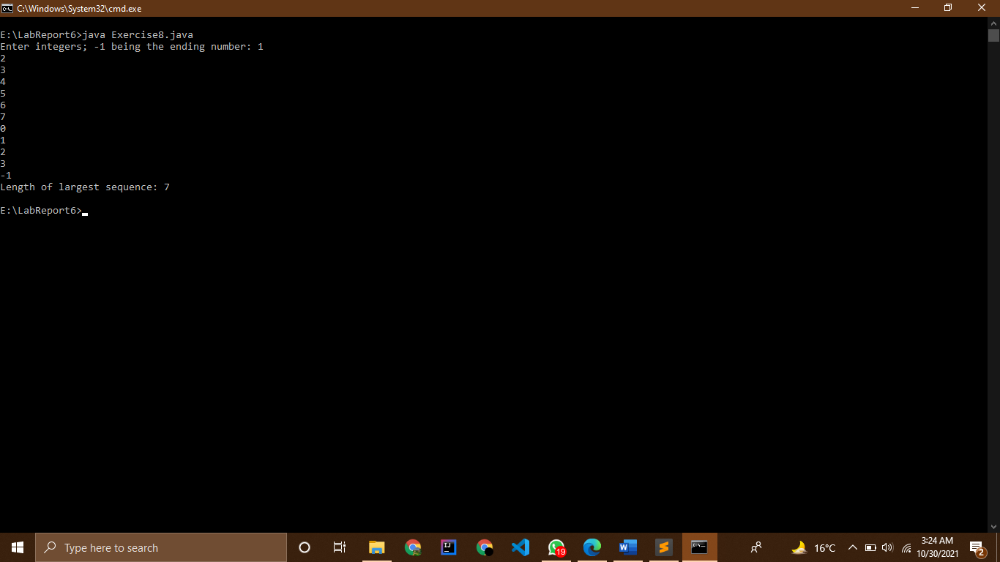 C:\Windows\System32\cmd.exe
E:\LabReport6>java Exercise8.java
Enter integers; -1 being the ending number: 1
2
3
4
5
6
7
0
1
2
3
-1
Length of largest sequence: 7
E:\LabReport6>
Type here to search
19
16°C
3:24 AM
10/30/2021
2